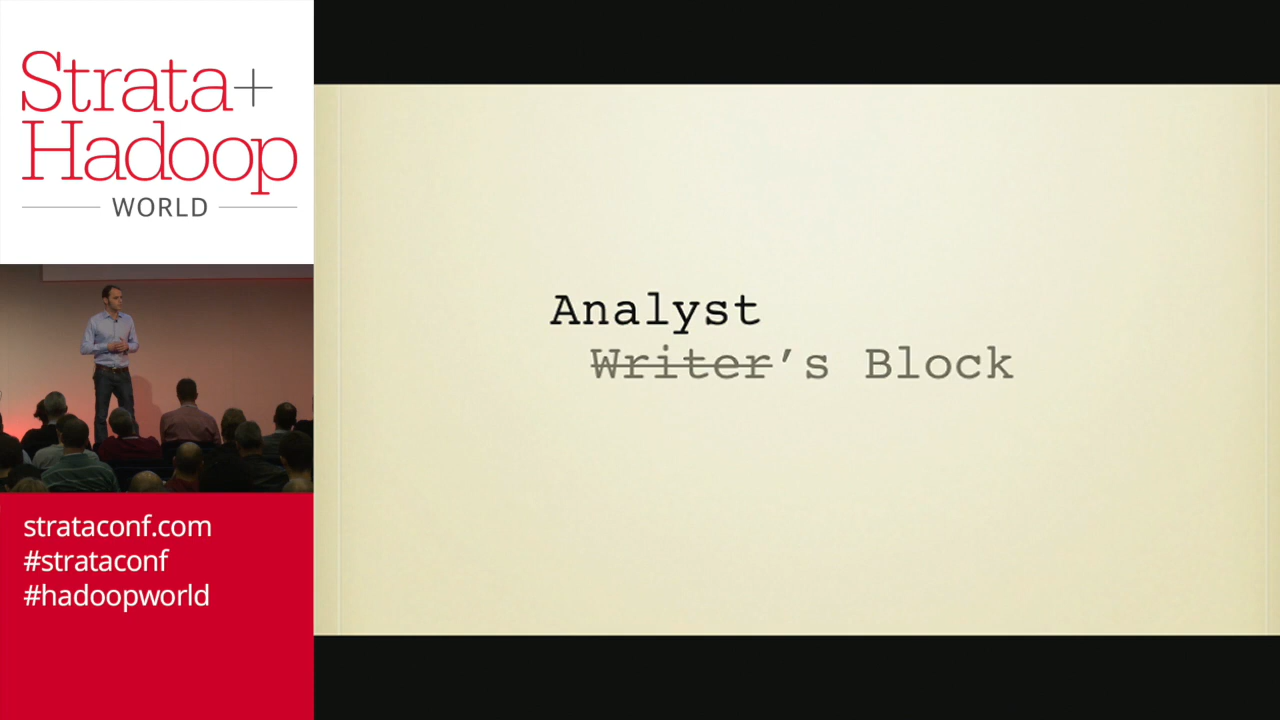 Strata+
Hadoop
WORLD
strataconf.com
#strataconf
#hadoopworld
Analyst
Writer’s Block